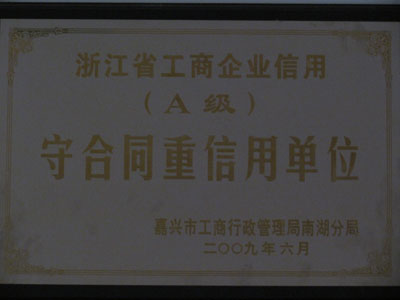 浙江省工商企业信用
(A级)
守合同重信用单位
嘉兴市工商行政管理局南湖分局
二〇〇九年六月